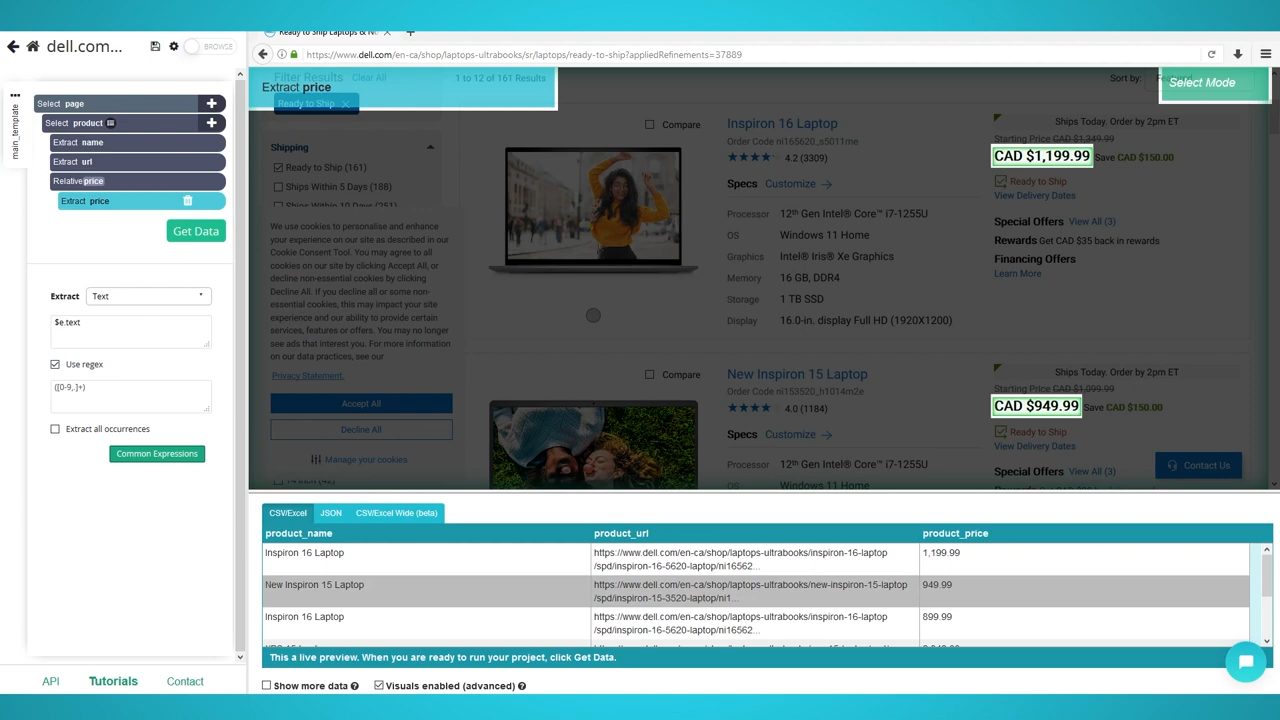 dell.com...
BROWSE
main_template
Select page
Select product
Extract name
Extract url
Relative price
Extract price
Get Data
Extract Text
$e.text
Use regex
([0-9,.]+)
Extract all occurrences
Common Expressions
API Tutorials Contact
https://www.dell.com/en-ca/shop/laptops-ultrabooks/sr/laptops/ready-to-ship?appliedRefinements=37889
Filter Results Clear All
1 to 12 of 161 Results
Sort by:
Extract price
Select Mode
Ready to Ship
Shipping
Ready to Ship (161)
Ships Within 5 Days (188)
Ships Within 10 Days (251)
We use cookies to personalise and enhance
your experience on our site as described in our
Cookie Consent Tool. You may agree to all
cookies on our site by clicking Accept All, or
decline non-essential cookies by clicking
Decline All. If you decline all or some non-
essential cookies, this may impact your site
experience and our ability to provide certain
services, features or offers. You may no longer
see ads that interest you. For more information
on our data practices, see our
Privacy Statement.
Accept All
Decline All
Manage your cookies
Compare
Inspiron 16 Laptop
Order Code ni165620_s5011me
4.2 (3309)
Specs Customize
Processor 12th Gen Intel® Core™ i7-1255U
OS Windows 11 Home
Graphics Intel® Iris® Xe Graphics
Memory 16 GB, DDR4
Storage 1 TB SSD
Display 16.0-in. display Full HD (1920X1200)
Ships Today. Order by 2pm ET
Starting Price CAD $1,349.99
CAD $1,199.99 Save CAD $150.00
Ready to Ship
View Delivery Dates
Special Offers View All (3)
Rewards Get CAD $35 back in rewards
Financing Offers
Learn More
Compare
New Inspiron 15 Laptop
Order Code ni153520_h1014m2e
4.0 (1184)
Specs Customize
Processor 12th Gen Intel® Core™ i7-1255U
OS Windows 11 Home
Ships Today. Order by 2pm ET
Starting Price CAD $1,099.99
CAD $949.99 Save CAD $150.00
Ready to Ship
View Delivery Dates
Special Offers View All (3)
Contact Us
CSV/Excel JSON CSV/Excel Wide (beta)
product_name product_url product_price
Inspiron 16 Laptop https://www.dell.com/en-ca/shop/laptops-ultrabooks/inspiron-16-laptop 1,199.99
/spd/inspiron-16-5620-laptop/ni16562...
New Inspiron 15 Laptop https://www.dell.com/en-ca/shop/laptops-ultrabooks/new-inspiron-15-laptop 949.99
/spd/inspiron-15-3520-laptop/ni1...
Inspiron 16 Laptop https://www.dell.com/en-ca/shop/laptops-ultrabooks/inspiron-16-laptop 899.99
/spd/inspiron-16-5620-laptop/ni16562...
This a live preview. When you are ready to run your project, click Get Data.
Show more data
Visuals enabled (advanced)